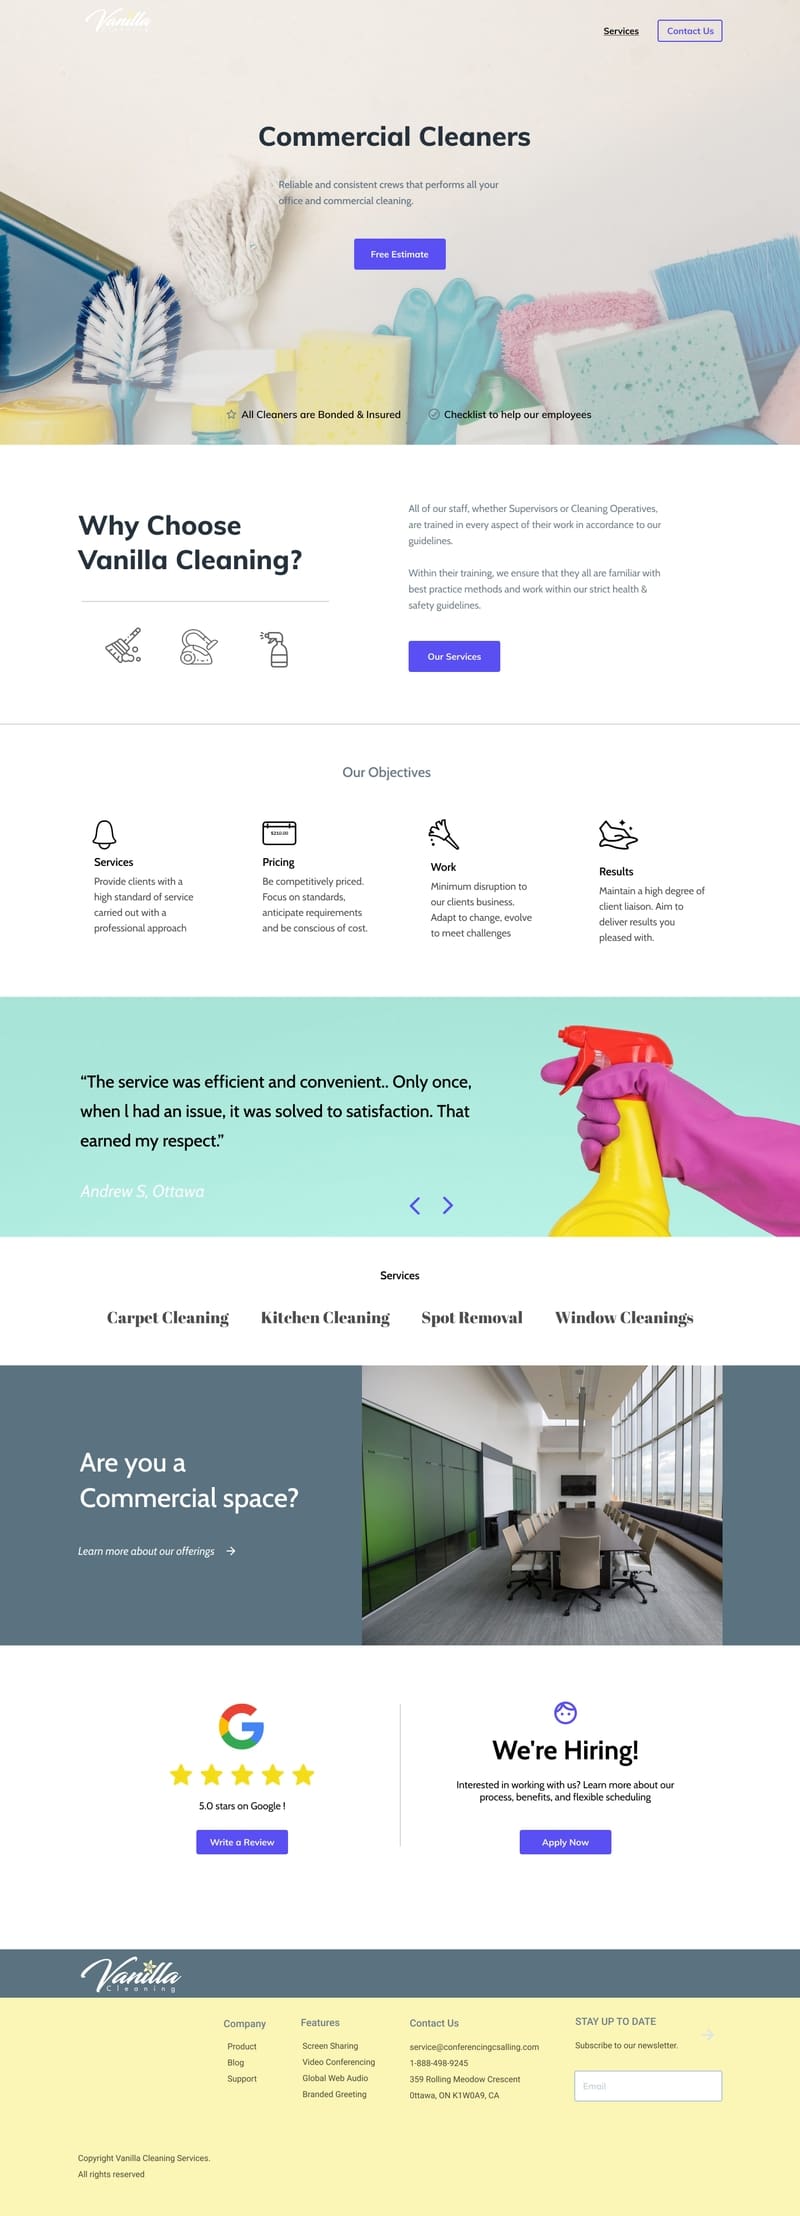 Vanilla
Services
Contact Us
Commercial Cleaners
Reliable and consistent crews that performs all your
office and commercial cleaning.
Free Estimate
All Cleaners are Bonded & Insured
Checklist to help our employees
Why Choose
Vanilla Cleaning?
All of our staff, whether Supervisors or Cleaning Operatives,
are trained in every aspect of their work in accordance to our
guidelines.
Within their training, we ensure that they all are familiar with
best practice methods and work within our strict health &
safety guidelines.
Our Services
Our Objectives
Services
Provide clients with a
high standard of service
carried out with a
professional approach
$210.00
Pricing
Be competitively priced.
Focus on standards,
anticipate requirements
and be conscious of cost.
Work
Minimum disruption to
our clients business.
Adapt to change, evolve
to meet challenges
Results
Maintain a high degree of
client liaison. Aim to
deliver results you
pleased with.
“The service was efficient and convenient.. Only once,
when l had an issue, it was solved to satisfaction. That
earned my respect.”
Andrew S, Ottawa
Services
Carpet Cleaning
Kitchen Cleaning
Spot Removal
Window Cleanings
Are you a
Commercial space?
Learn more about our offerings
5.0 stars on Google !
Write a Review
We're Hiring!
Interested in working with us? Learn more about our
process, benefits, and flexible scheduling
Apply Now
Vanilla
Cleaning
Company
Product
Blog
Support
Features
Screen Sharing
Video Conferencing
Global Web Audio
Branded Greeting
Contact Us
service@conferencingcsalling.com
1-888-498-9245
359 Rolling Meodow Crescent
0ttawa, ON K1W0A9, CA
STAY UP TO DATE
Subscribe to our newsletter.
Email
Copyright Vanilla Cleaning Services.
All rights reserved